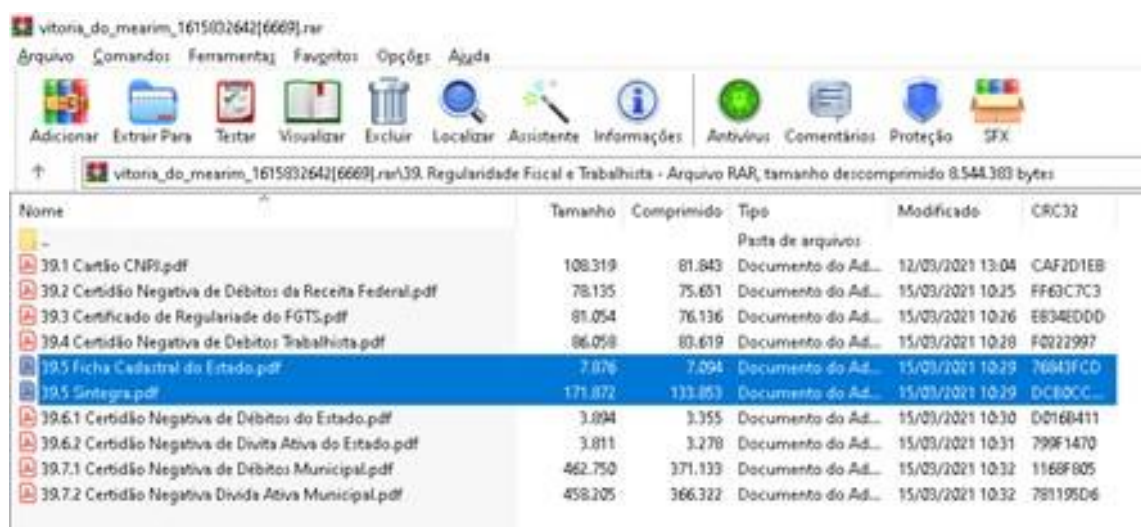 vitoria_do_mearim_1615832642[6669].rar
Arquivo Comandos Ferramentas Favoritos Opções Ajuda
Adicionar Extrair Para Testar Visualizar Excluir Localizar Assistente Informações Antivírus Comentários Proteção SFX
vitoria_do_mearim_1615832642[6669].rar\39. Regularidade Fiscal e Trabalhista - Arquivo RAR, tamanho descomprimido 8.544.383 bytes
Nome Tamanho Comprimido Tipo Modificado CRC32
.. Pasta de arquivos
39.1 Cartão CNPJ.pdf 108.319 81.843 Documento do Ad... 12/03/2021 13:04 CAF2D1EB
39.2 Certidão Negativa de Débitos da Receita Federal.pdf 78.135 75.651 Documento do Ad... 15/03/2021 10:25 FF63C7C3
39.3 Certificado de Regulariade do FGTS.pdf 81.054 76.136 Documento do Ad... 15/03/2021 10:26 EB34EDDD
39.4 Certidão Negativa de Debitos Trabalhista.pdf 86.058 83.619 Documento do Ad... 15/03/2021 10:28 F0222997
39.5 Ficha Cadastral do Estado.pdf 7.876 7.094 Documento do Ad... 15/03/2021 10:29 76843FCD
39.5 Sintegra.pdf 171.872 133.853 Documento do Ad... 15/03/2021 10:29 DCB0CC...
39.6.1 Certidão Negativa de Débitos do Estado.pdf 3.894 3.355 Documento do Ad... 15/03/2021 10:30 D016B411
39.6.2 Certidão Negativa de Divita Ativa do Estado.pdf 3.811 3.278 Documento do Ad... 15/03/2021 10:31 799F1470
39.7.1 Certidão Negativa de Débitos Municipal.pdf 462.750 371.133 Documento do Ad... 15/03/2021 10:32 1168F805
39.7.2 Certidão Negativa Divida Ativa Municipal.pdf 458.205 366.322 Documento do Ad... 15/03/2021 10:32 781195D6